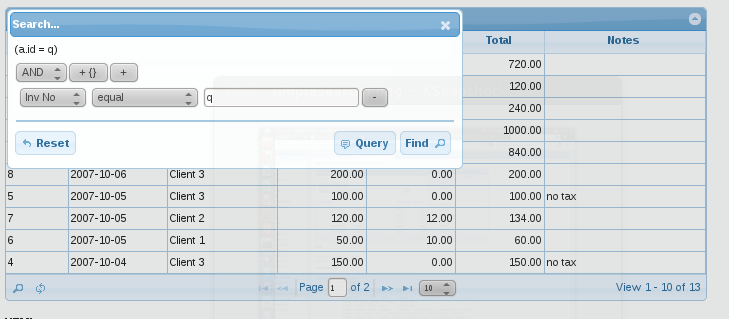 Search...
(a.id = q)
AND + {} +
Inv No equal q -
Reset Query Find
Total Notes
720.00
120.00
240.00
1000.00
840.00
8 2007-10-06 Client 3 200.00 0.00 200.00
5 2007-10-05 Client 3 100.00 0.00 100.00 no tax
7 2007-10-05 Client 2 120.00 12.00 134.00
6 2007-10-05 Client 1 50.00 10.00 60.00
4 2007-10-04 Client 3 150.00 0.00 150.00 no tax
Page 1 of 2 10 View 1 - 10 of 13